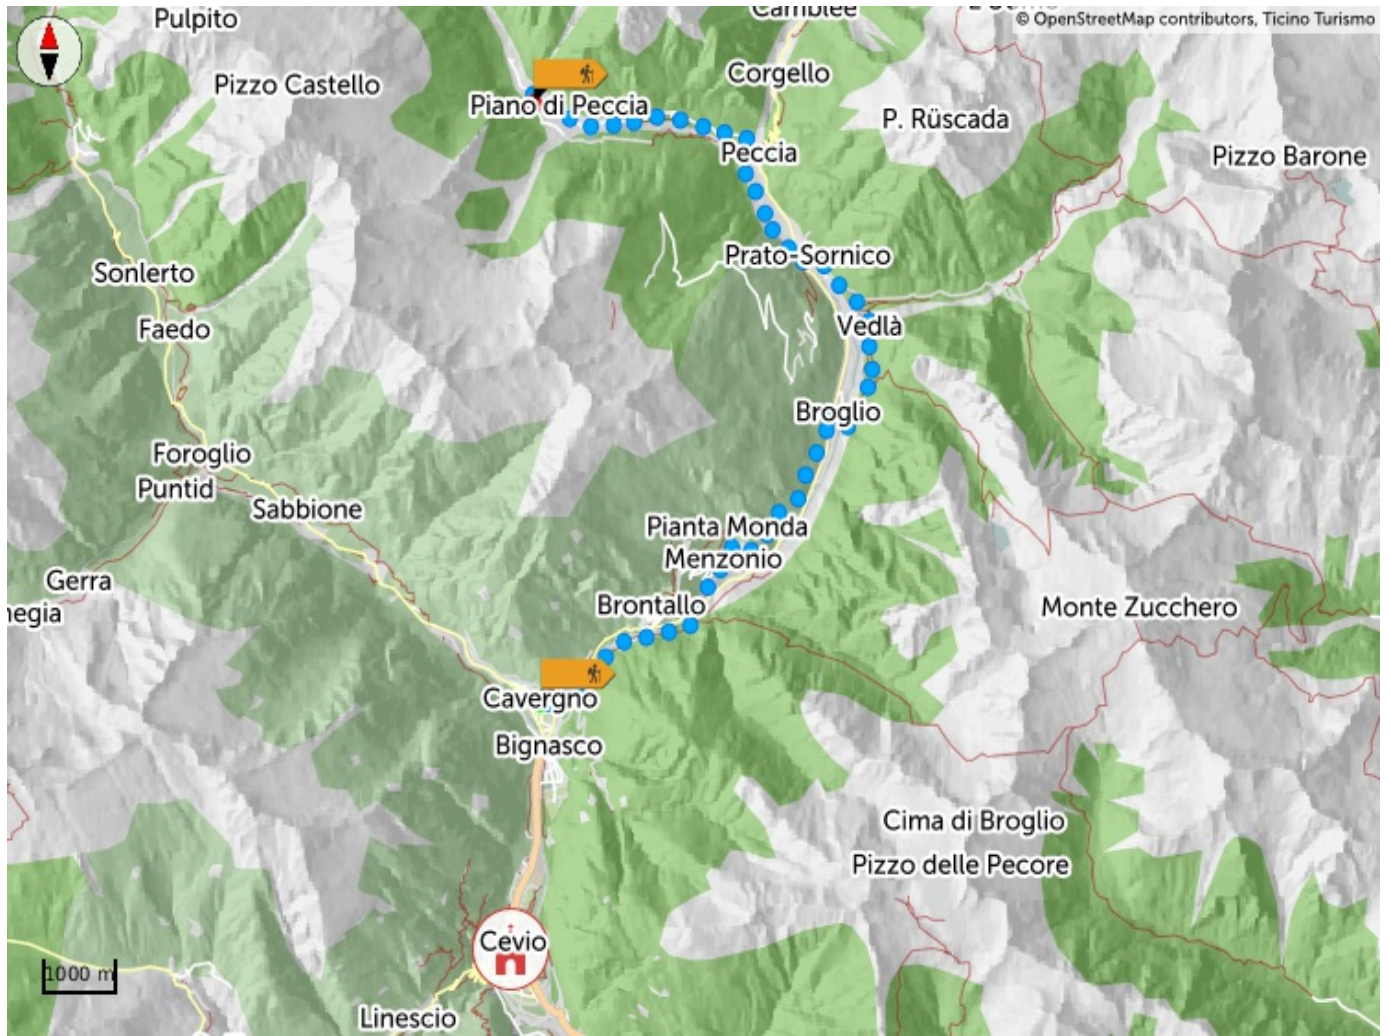 Pulpito
Camblee
© OpenStreetMap contributors, Ticino Turismo
Pizzo Castello
Corgello
Piano di Peccia
P. Rüscada
Peccia
Pizzo Barone
Prato-Sornico
Sonlerto
Faedo
Vedlà
Broglio
Foroglio
Puntid
Sabbione
Pianta Monda
Menzonio
Gerra
negia
Brontallo
Monte Zucchero
Cavergno
Bignasco
Cima di Broglio
Pizzo delle Pecore
Cevio
1000 m
Linescio